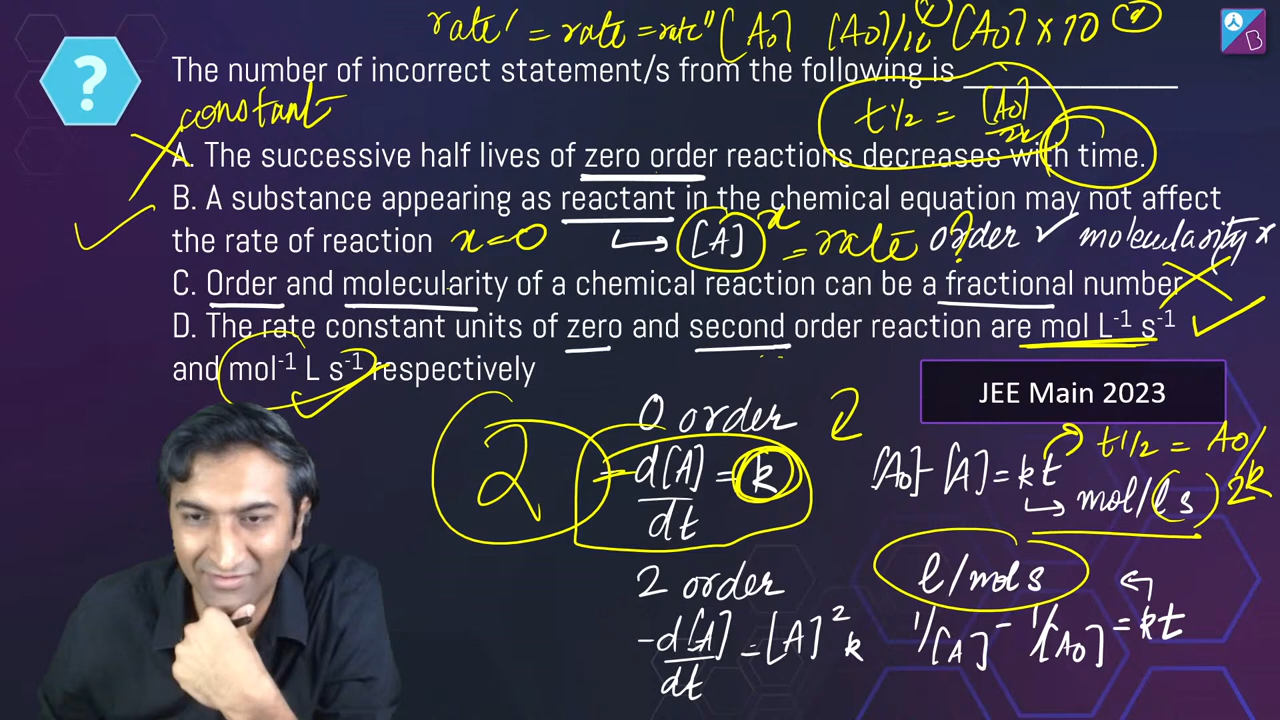 rate' = rate = rate" [A₀] [A₀]/10 [A₀] × 10
?
The number of incorrect statement/s from the following is ____________
constant
t½ = [A₀]/2k
A. The successive half lives of zero order reactions decreases with time.
B. A substance appearing as reactant in the chemical equation may not affect
the rate of reaction x=0 → [A]ˣ = rate order ✓ molecularity ×
?
C. Order and molecularity of a chemical reaction can be a fractional number
D. The rate constant units of zero and second order reaction are mol L⁻¹ s⁻¹
and mol⁻¹ L s⁻¹ respectively
JEE Main 2023
0 order
2
-d[A]/dt = k
[A₀]-[A] = kt → t½ = A₀/2k
→ mol/l s
2 order
l/mol s
-d[A]/dt = [A]² k
1/[A] - 1/[A₀] = kt
B